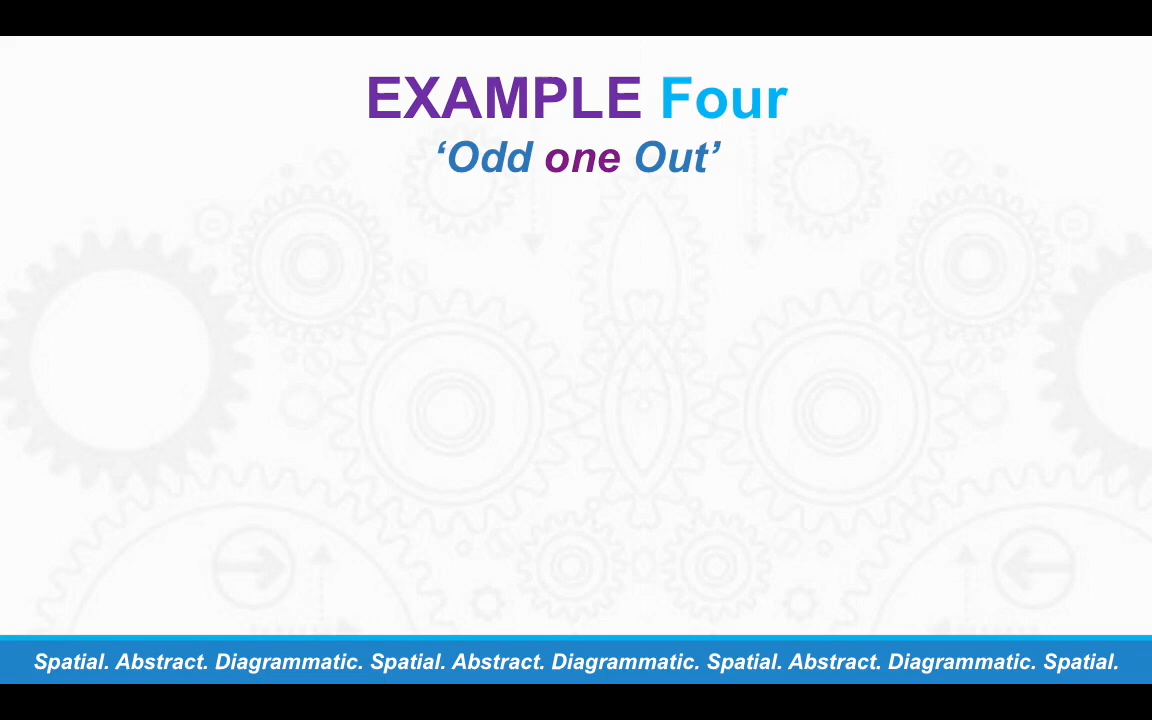 EXAMPLE Four
‘Odd one Out’
Spatial. Abstract. Diagrammatic. Spatial. Abstract. Diagrammatic. Spatial. Abstract. Diagrammatic. Spatial.